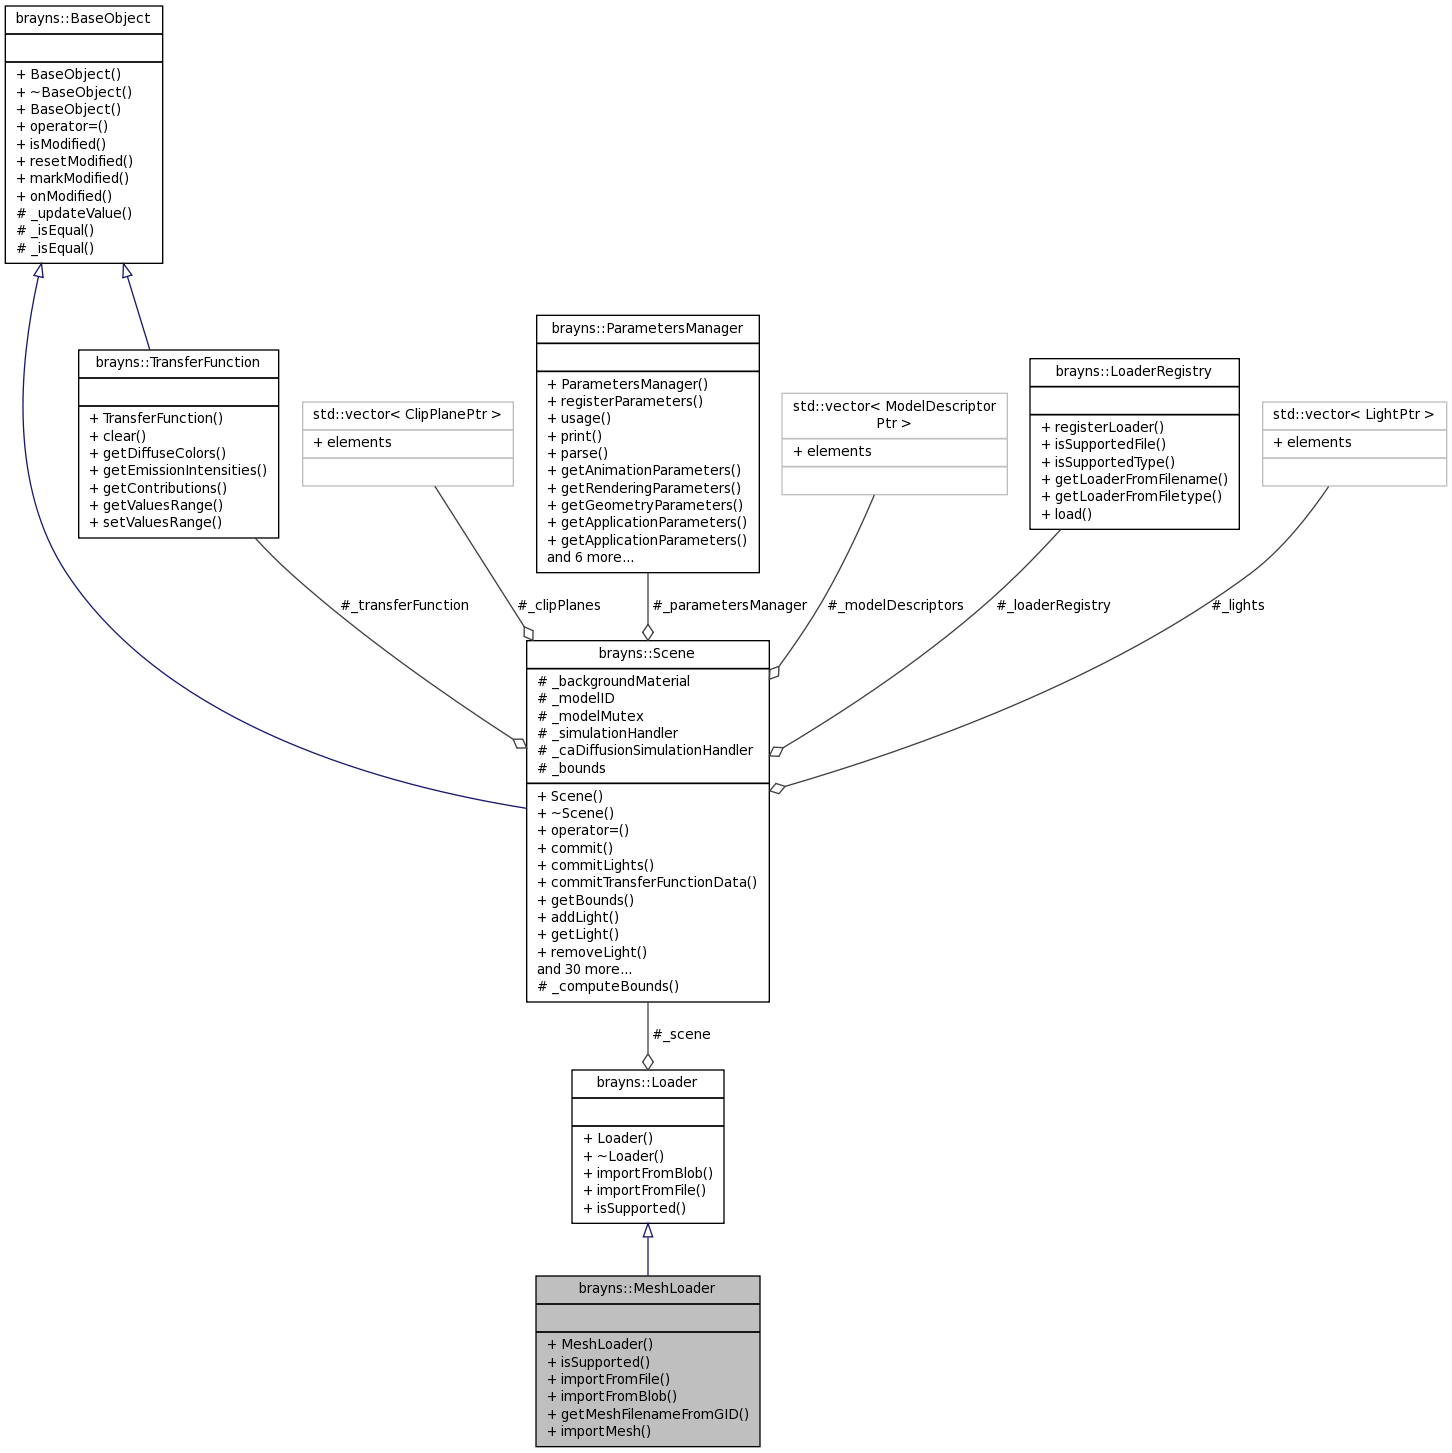 brayns::BaseObject
+ BaseObject()
+ ~BaseObject()
+ BaseObject()
+ operator=()
+ isModified()
+ resetModified()
+ markModified()
+ onModified()
# _updateValue()
# _isEqual()
# _isEqual()
brayns::TransferFunction
+ TransferFunction()
+ clear()
+ getDiffuseColors()
+ getEmissionIntensities()
+ getContributions()
+ getValuesRange()
+ setValuesRange()
std::vector< ClipPlanePtr >
+ elements
brayns::ParametersManager
+ ParametersManager()
+ registerParameters()
+ usage()
+ print()
+ parse()
+ getAnimationParameters()
+ getRenderingParameters()
+ getGeometryParameters()
+ getApplicationParameters()
+ getApplicationParameters()
and 6 more...
std::vector< ModelDescriptor
Ptr >
+ elements
brayns::LoaderRegistry
+ registerLoader()
+ isSupportedFile()
+ isSupportedType()
+ getLoaderFromFilename()
+ getLoaderFromFiletype()
+ load()
std::vector< LightPtr >
+ elements
#_transferFunction
#_clipPlanes
#_parametersManager
#_modelDescriptors
#_loaderRegistry
#_lights
brayns::Scene
# _backgroundMaterial
# _modelID
# _modelMutex
# _simulationHandler
# _caDiffusionSimulationHandler
# _bounds
+ Scene()
+ ~Scene()
+ operator=()
+ commit()
+ commitLights()
+ commitTransferFunctionData()
+ getBounds()
+ addLight()
+ getLight()
+ removeLight()
and 30 more...
# _computeBounds()
#_scene
brayns::Loader
+ Loader()
+ ~Loader()
+ importFromBlob()
+ importFromFile()
+ isSupported()
brayns::MeshLoader
+ MeshLoader()
+ isSupported()
+ importFromFile()
+ importFromBlob()
+ getMeshFilenameFromGID()
+ importMesh()